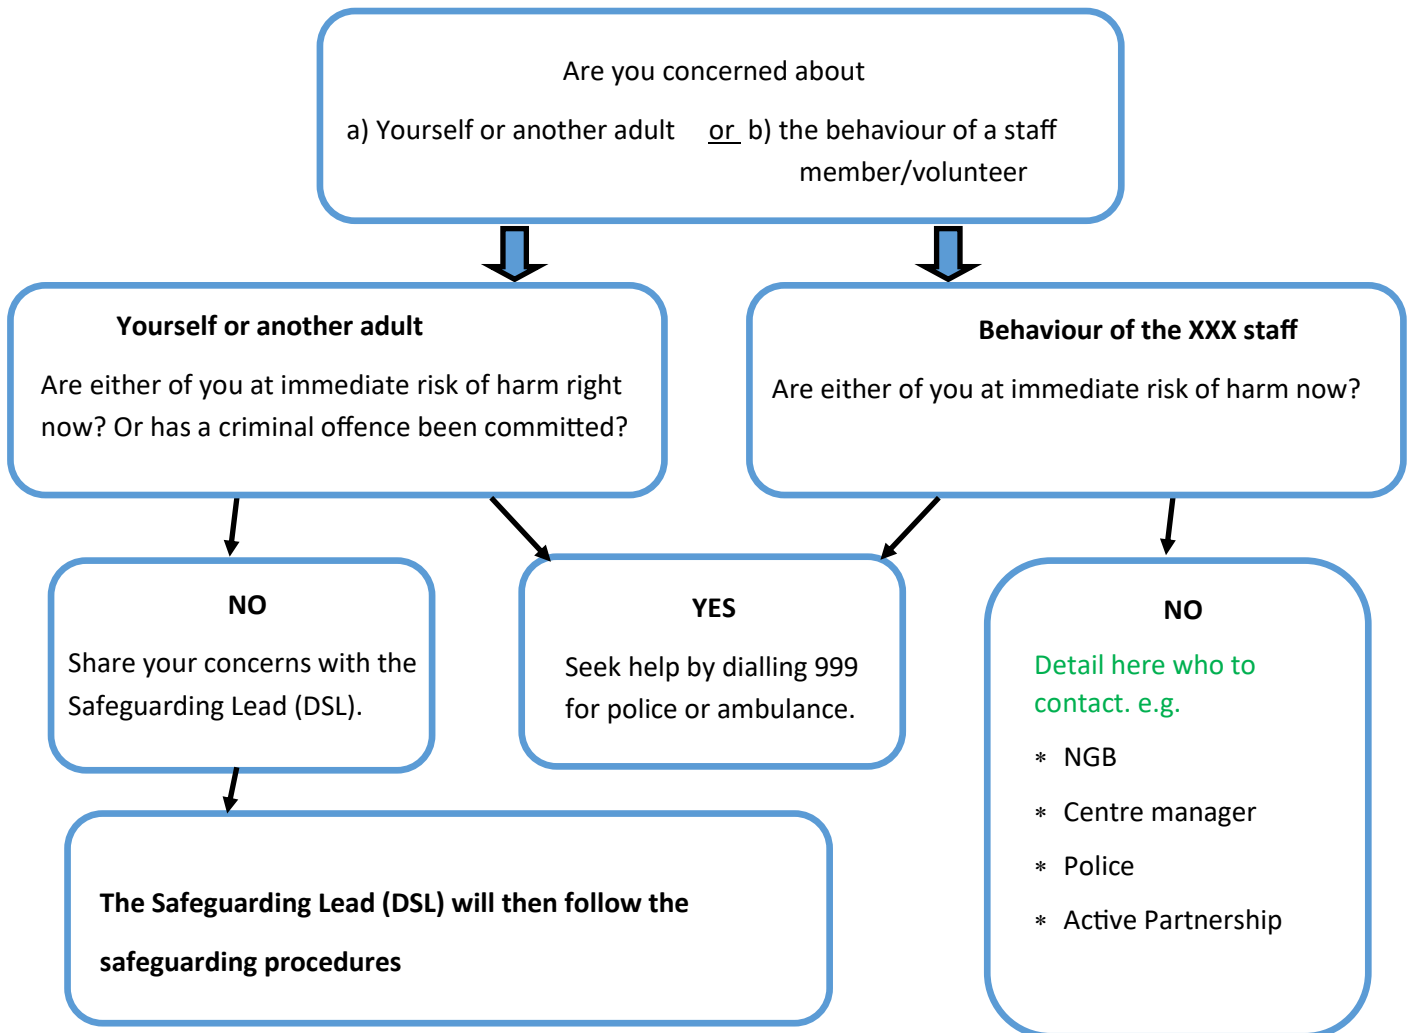 Are you concerned about
a) Yourself or another adult or b) the behaviour of a staff
member/volunteer
Yourself or another adult
Are either of you at immediate risk of harm right
now? Or has a criminal offence been committed?
Behaviour of the XXX staff
Are either of you at immediate risk of harm now?
NO
Share your concerns with the
Safeguarding Lead (DSL).
YES
Seek help by dialling 999
for police or ambulance.
NO
Detail here who to
contact. e.g.
* NGB
* Centre manager
* Police
* Active Partnership
The Safeguarding Lead (DSL) will then follow the
safeguarding procedures